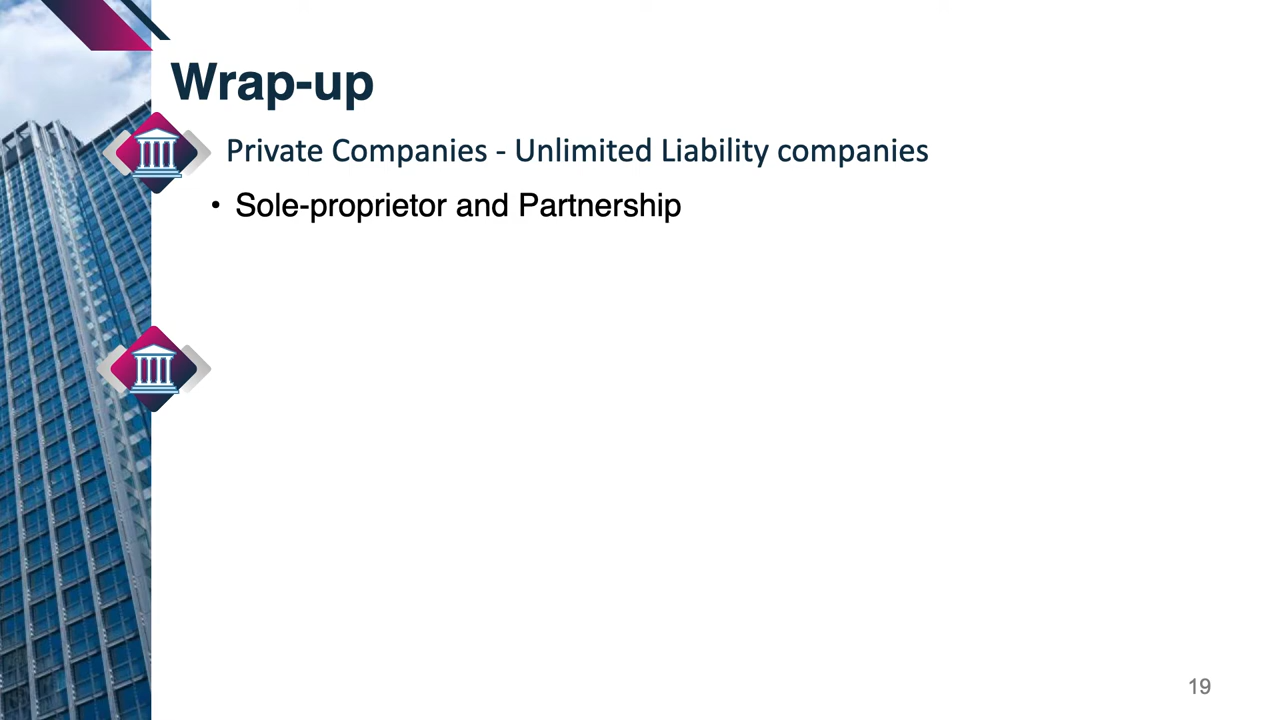 Wrap-up
Private Companies - Unlimited Liability companies
• Sole-proprietor and Partnership
19